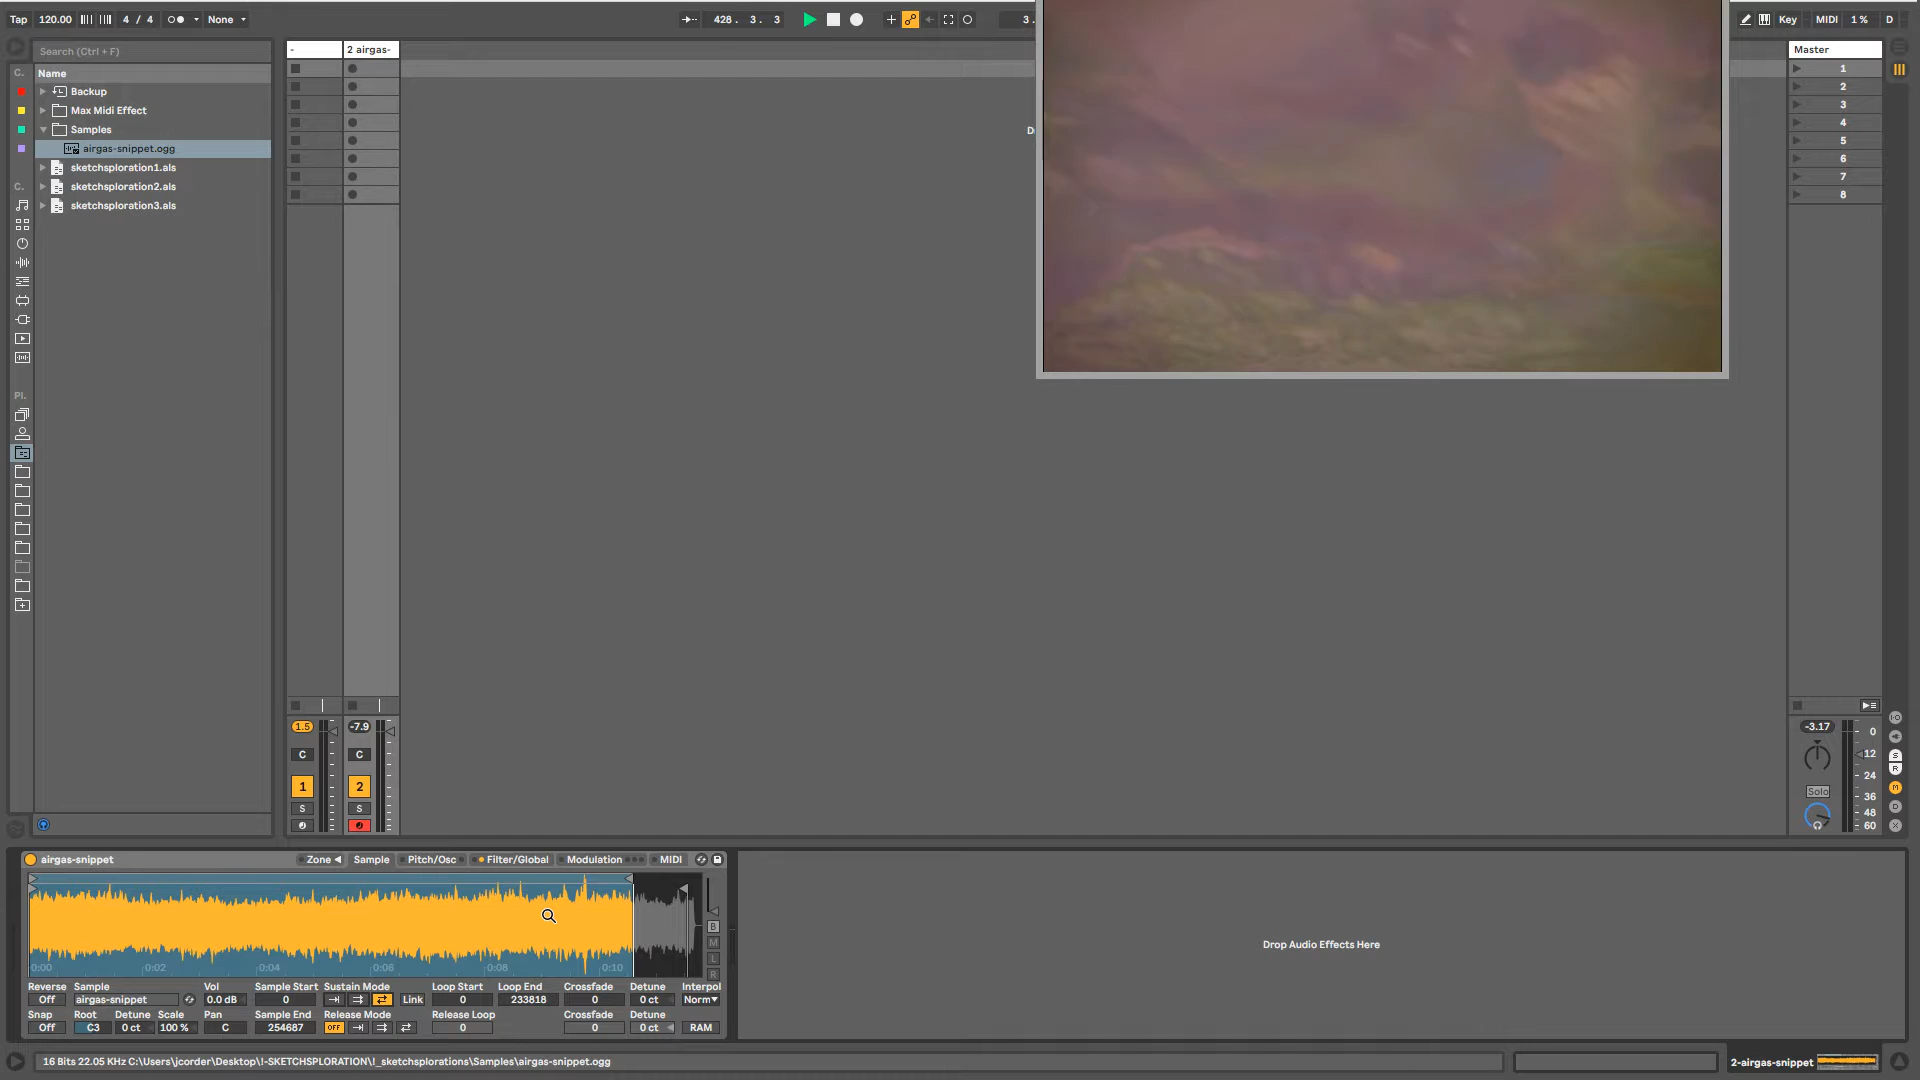 Tap 120.00 4 / 4 None 428 . 3 . 3 3. Key MIDI 1 % D
Search (Ctrl + F)
- 2 airgas- Master
C. Name
Backup
Max Midi Effect
Samples
airgas-snippet.ogg
sketchsploration1.als
sketchsploration2.als
sketchsploration3.als
C.
Pl.
D
1
2
3
4
5
6
7
8
1.5 -7.9 -3.17 0
C C 12
1 2 24
S S Solo 36
48
60
S
R
M
D
X
airgas-snippet Zone Sample Pitch/Osc Filter/Global Modulation MIDI
B
M
L
R
0:00 0:02 0:04 0:06 0:08 0:10
Drop Audio Effects Here
Reverse Sample Vol Sample Start Sustain Mode Loop Start Loop End Crossfade Detune Interpol
Off airgas-snippet 0.0 dB 0 Link 0 233818 0 0 ct Norm
Snap Root Detune Scale Pan Sample End Release Mode Release Loop Crossfade Detune
Off C3 0 ct 100 % C 254687 OFF 0 0 0 ct RAM
16 Bits 22.05 KHz C:\Users\jcorder\Desktop\!-SKETCHSPLORATION\!_sketchsplorations\Samples\airgas-snippet.ogg
2-airgas-snippet